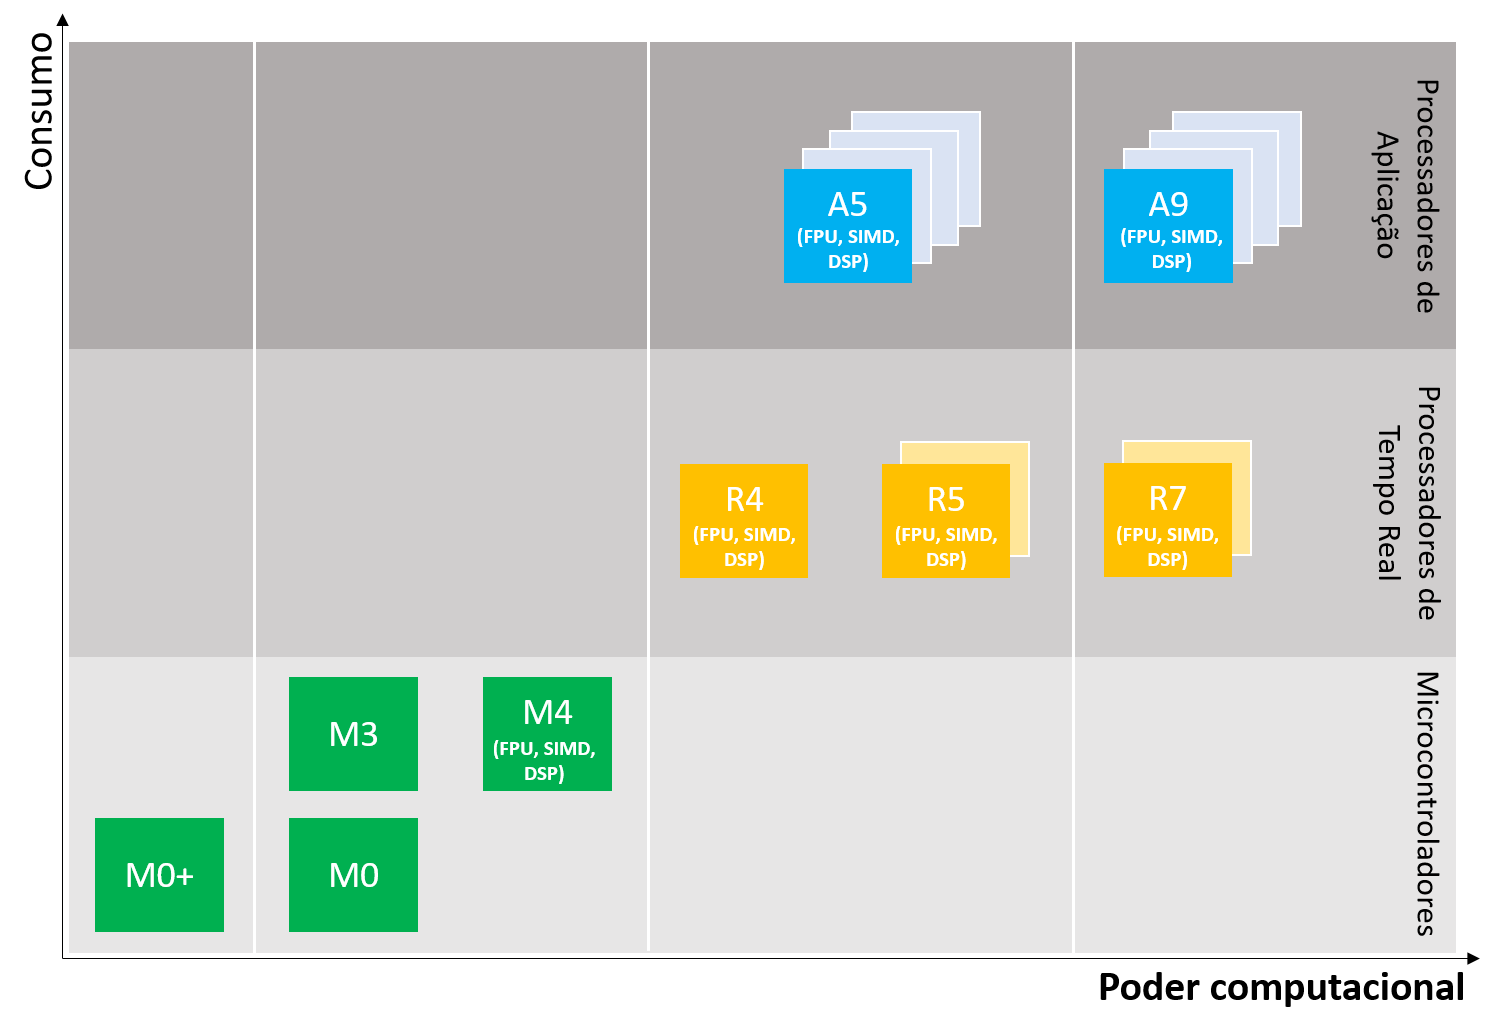 Consumo
A5
(FPU, SIMD,
DSP)
A9
(FPU, SIMD,
DSP)
Processadores de
Aplicação
R4
(FPU, SIMD,
DSP)
R5
(FPU, SIMD,
DSP)
R7
(FPU, SIMD,
DSP)
Processadores de
Tempo Real
M3
M4
(FPU, SIMD,
DSP)
M0+
M0
Microcontroladores
Poder computacional